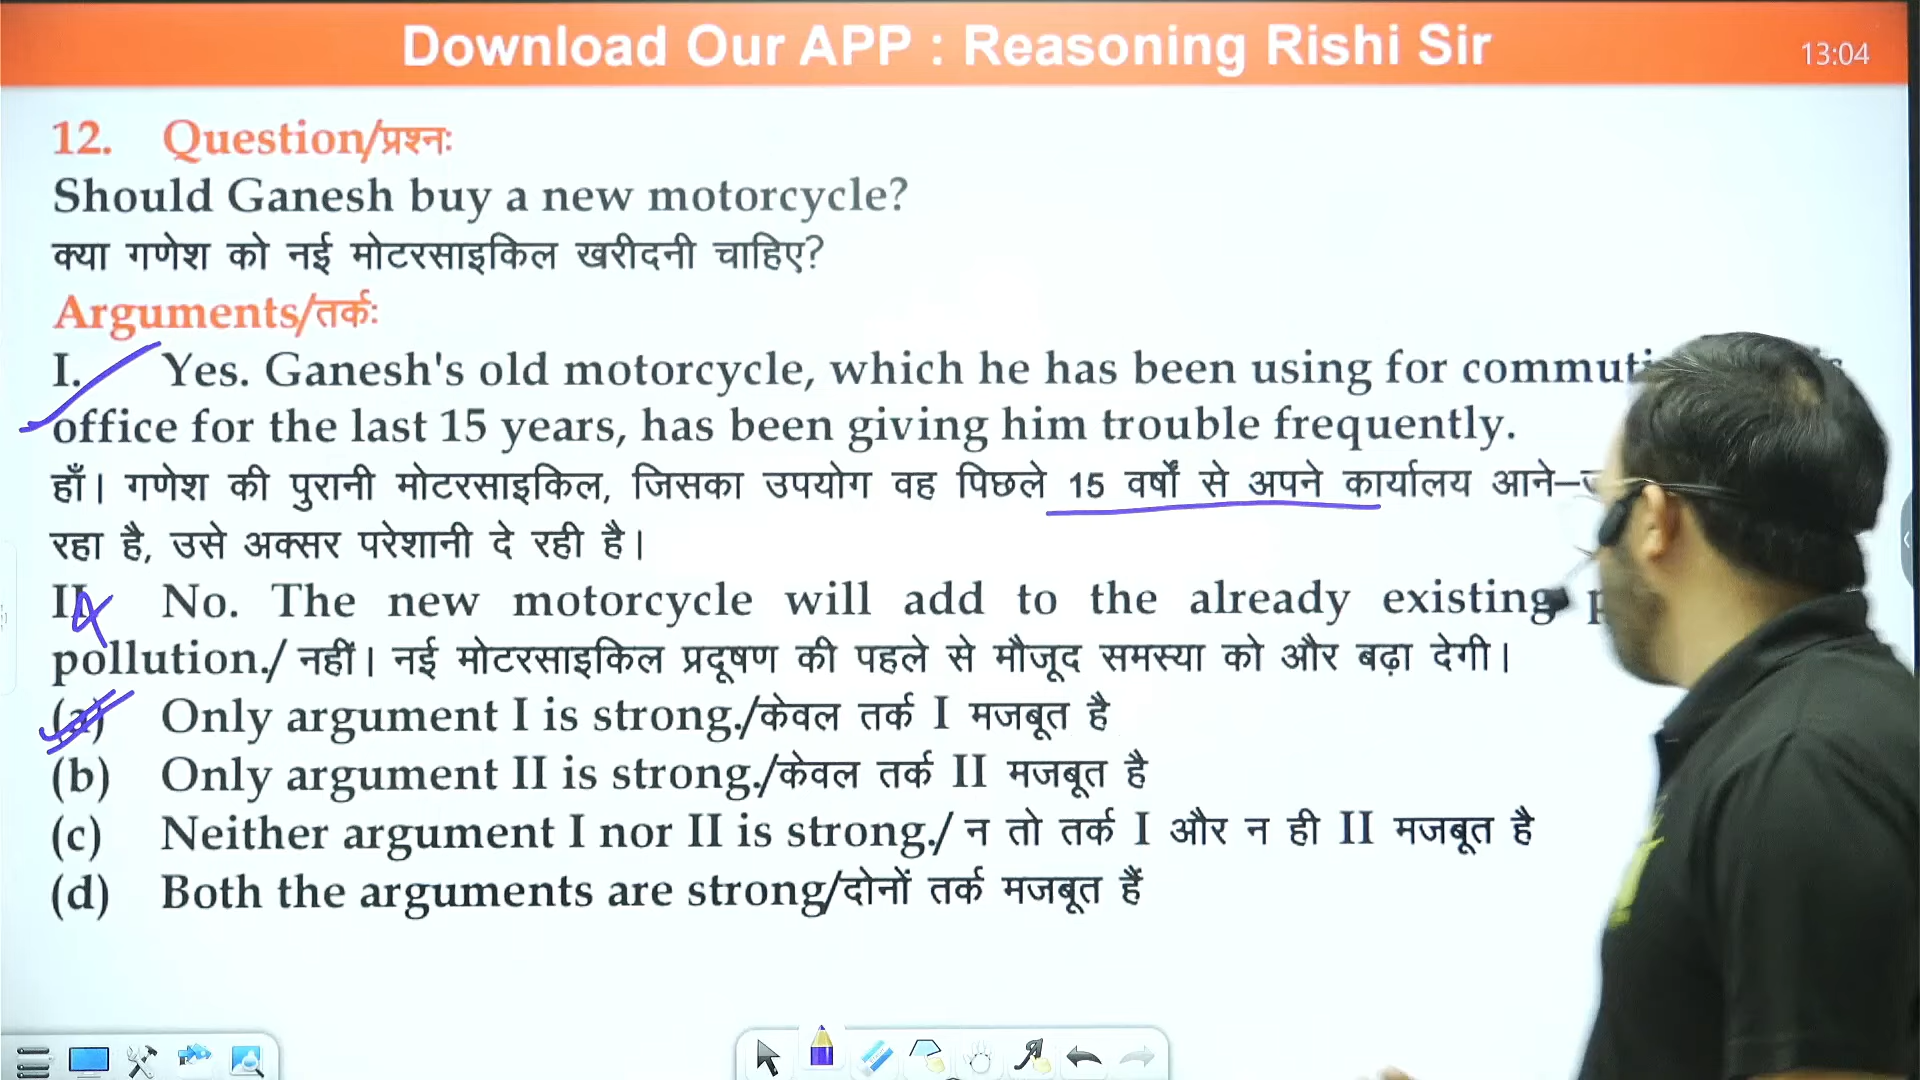 Download Our APP : Reasoning Rishi Sir
13:04
12. Question/प्रश्नः
Should Ganesh buy a new motorcycle?
क्या गणेश को नई मोटरसाइकिल खरीदनी चाहिए?
Arguments/तर्कः
I. Yes. Ganesh's old motorcycle, which he has been using for
office for the last 15 years, has been giving him trouble frequently.
हाँ। गणेश की पुरानी मोटरसाइकिल, जिसका उपयोग वह पिछले 15 वर्षों से अपने कार्यालय आने–
रहा है, उसे अक्सर परेशानी दे रही है।
II. No. The new motorcycle will add to the already existing
pollution./ नहीं। नई मोटरसाइकिल प्रदूषण की पहले से मौजूद समस्या को और बढ़ा देगी।
(a) Only argument I is strong./केवल तर्क I मजबूत है
(b) Only argument II is strong./केवल तर्क II मजबूत है
(c) Neither argument I nor II is strong./ न तो तर्क I और न ही II मजबूत है
(d) Both the arguments are strong/दोनों तर्क मजबूत हैं